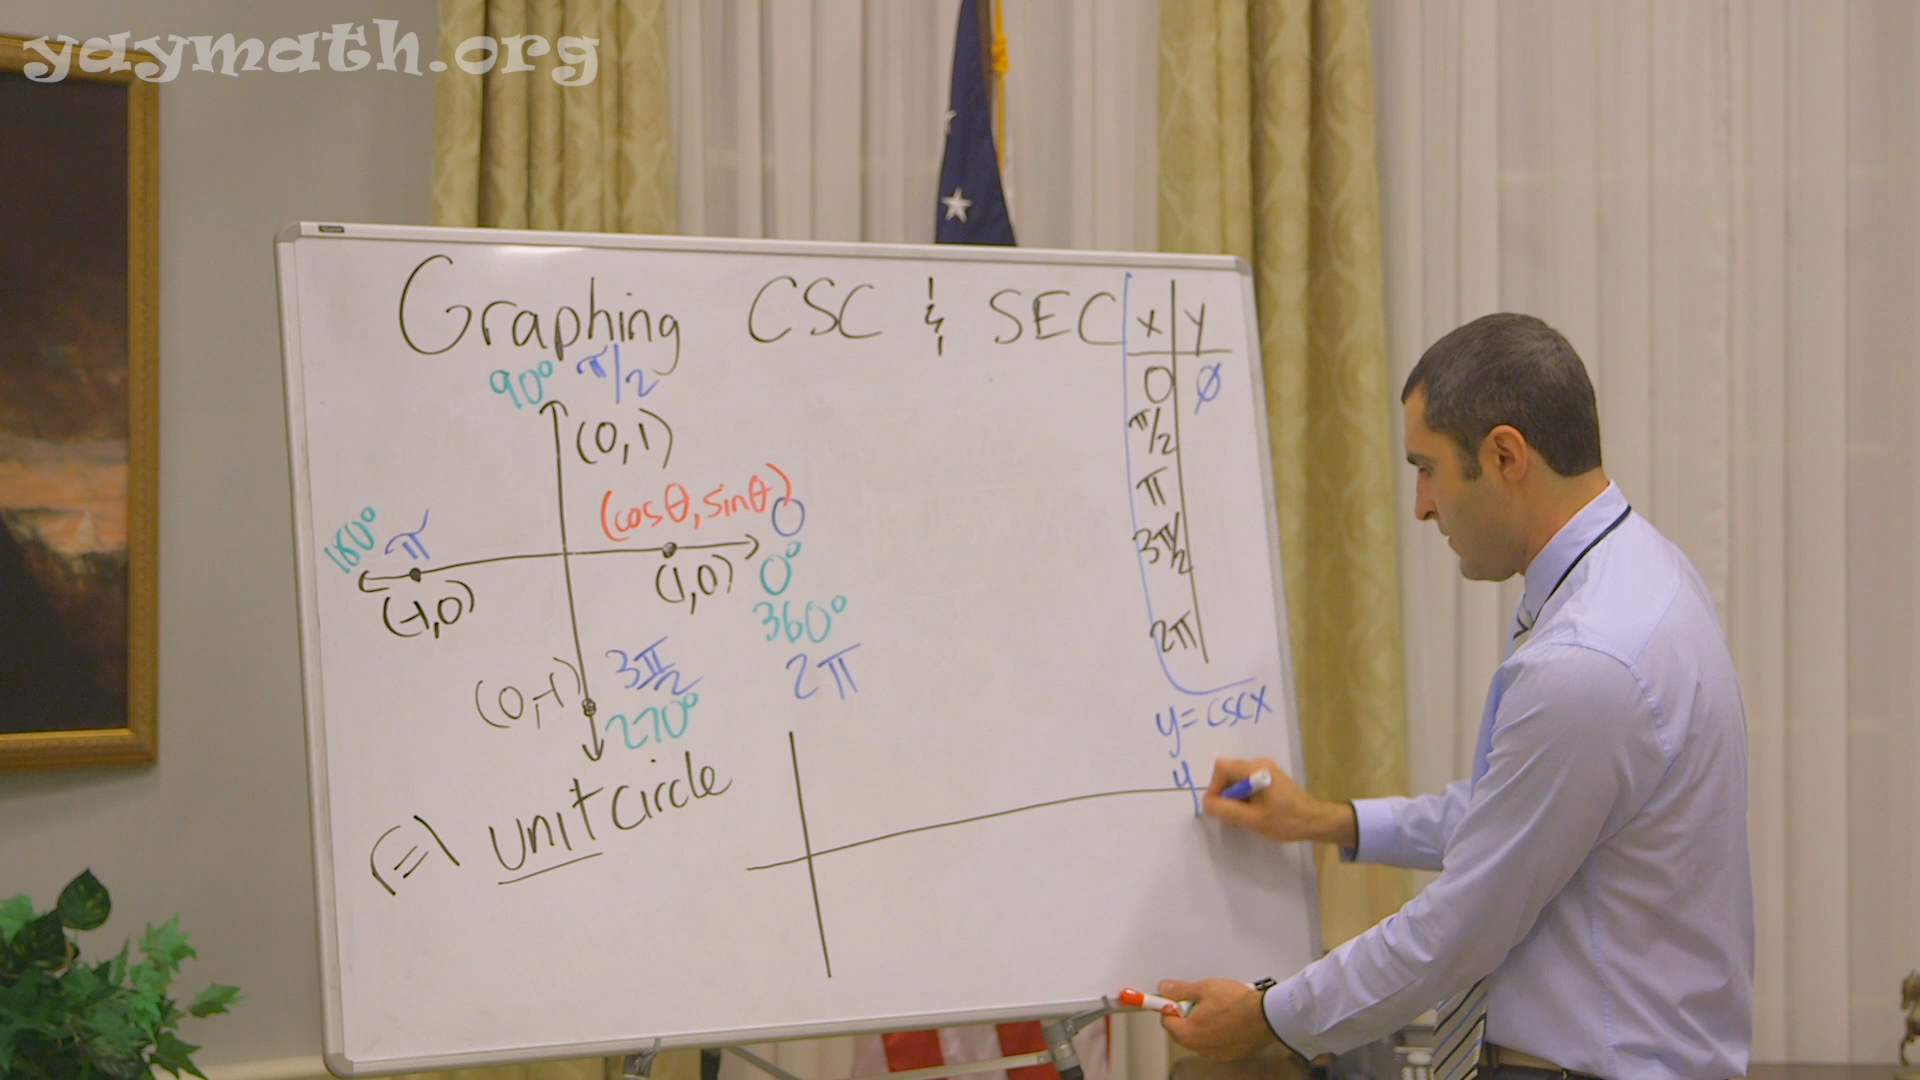 yaymath.org
Graphing CSC & SEC
90° π/2
(0,1)
(cosθ, sinθ)
0
180° π
(-1,0)
(1,0)
0°
360°
2π
(0,-1)
3π/2
270°
r=1 unit circle
x y
0 ∅
π/2
π
3π/2
2π
y=cscx
y